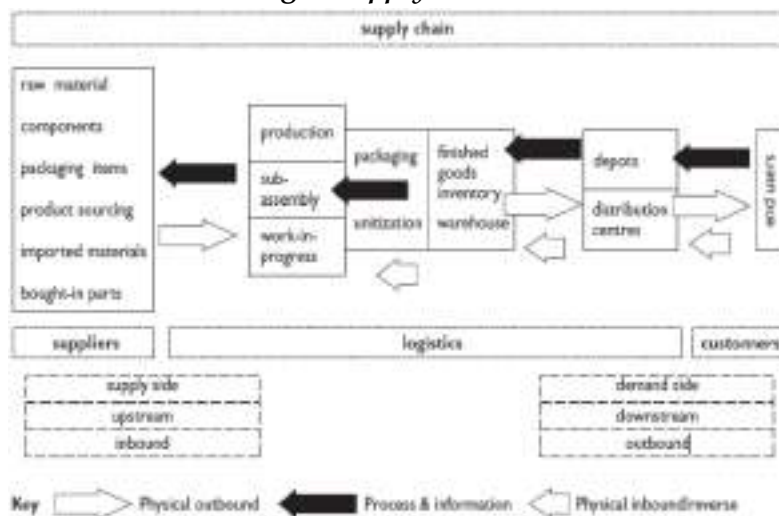 supply chain
raw material
components
packaging items
product sourcing
imported materials
bought-in parts
production
sub-
assembly
work-in-
progress
packaging
unitization
finished
goods
inventory
warehouse
depots
distribution
centres
suppliers
logistics
customers
supply side
upstream
inbound
demand side
downstream
outbound
Key
Physical outbound
Process & information
Physical inbound/reverse